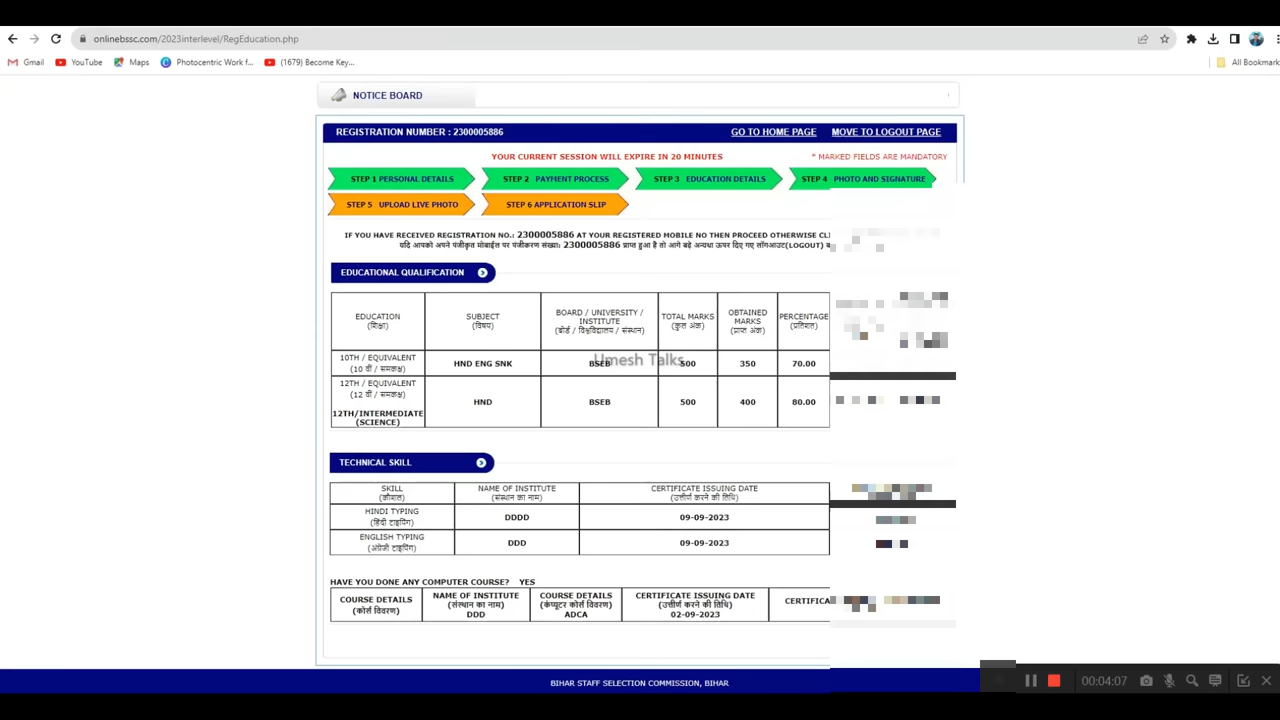 onlinebssc.com/2023interlevel/RegEducation.php
Gmail YouTube Maps Photocentric Work f... (1679) Become Key... All Bookmark
NOTICE BOARD
REGISTRATION NUMBER : 2300005886 GO TO HOME PAGE MOVE TO LOGOUT PAGE
YOUR CURRENT SESSION WILL EXPIRE IN 20 MINUTES * MARKED FIELDS ARE MANDATORY
STEP 1 PERSONAL DETAILS STEP 2 PAYMENT PROCESS STEP 3 EDUCATION DETAILS STEP 4 PHOTO AND SIGNATURE
STEP 5 UPLOAD LIVE PHOTO STEP 6 APPLICATION SLIP
IF YOU HAVE RECEIVED REGISTRATION NO.: 2300005886 AT YOUR REGISTERED MOBILE NO THEN PROCEED OTHERWISE CLI
यदि आपको अपने पंजीकृत मोबाईल पर पंजीकरण संख्या: 2300005886 प्राप्त हुआ है तो आगे बढ़े अन्यथा ऊपर दिए गए लॉगआउट(LOGOUT)
EDUCATIONAL QUALIFICATION
EDUCATION
(शिक्षा)
SUBJECT
(विषय)
BOARD / UNIVERSITY /
INSTITUTE
(बोर्ड / विश्वविद्यालय / संस्थान)
TOTAL MARKS
(कुल अंक)
OBTAINED
MARKS
(प्राप्त अंक)
PERCENTAGE
(प्रतिशत)
10TH / EQUIVALENT
(10 वीं / समकक्ष)
HND ENG SNK BSEB 500 350 70.00
Umesh Talks
12TH / EQUIVALENT
(12 वीं / समकक्ष)
12TH/INTERMEDIATE
(SCIENCE)
HND BSEB 500 400 80.00
TECHNICAL SKILL
SKILL
(कौशल)
NAME OF INSTITUTE
(संस्थान का नाम)
CERTIFICATE ISSUING DATE
(उत्तीर्ण करने की तिथि)
HINDI TYPING
(हिंदी टाइपिंग)
DDDD 09-09-2023
ENGLISH TYPING
(अंग्रेजी टाइपिंग)
DDD 09-09-2023
HAVE YOU DONE ANY COMPUTER COURSE? YES
COURSE DETAILS
(कोर्स विवरण)
NAME OF INSTITUTE
(संस्थान का नाम)
DDD
COURSE DETAILS
(कंप्यूटर कोर्स विवरण)
ADCA
CERTIFICATE ISSUING DATE
(उत्तीर्ण करने की तिथि)
02-09-2023
CERTIFICA
BIHAR STAFF SELECTION COMMISSION, BIHAR
00:04:07